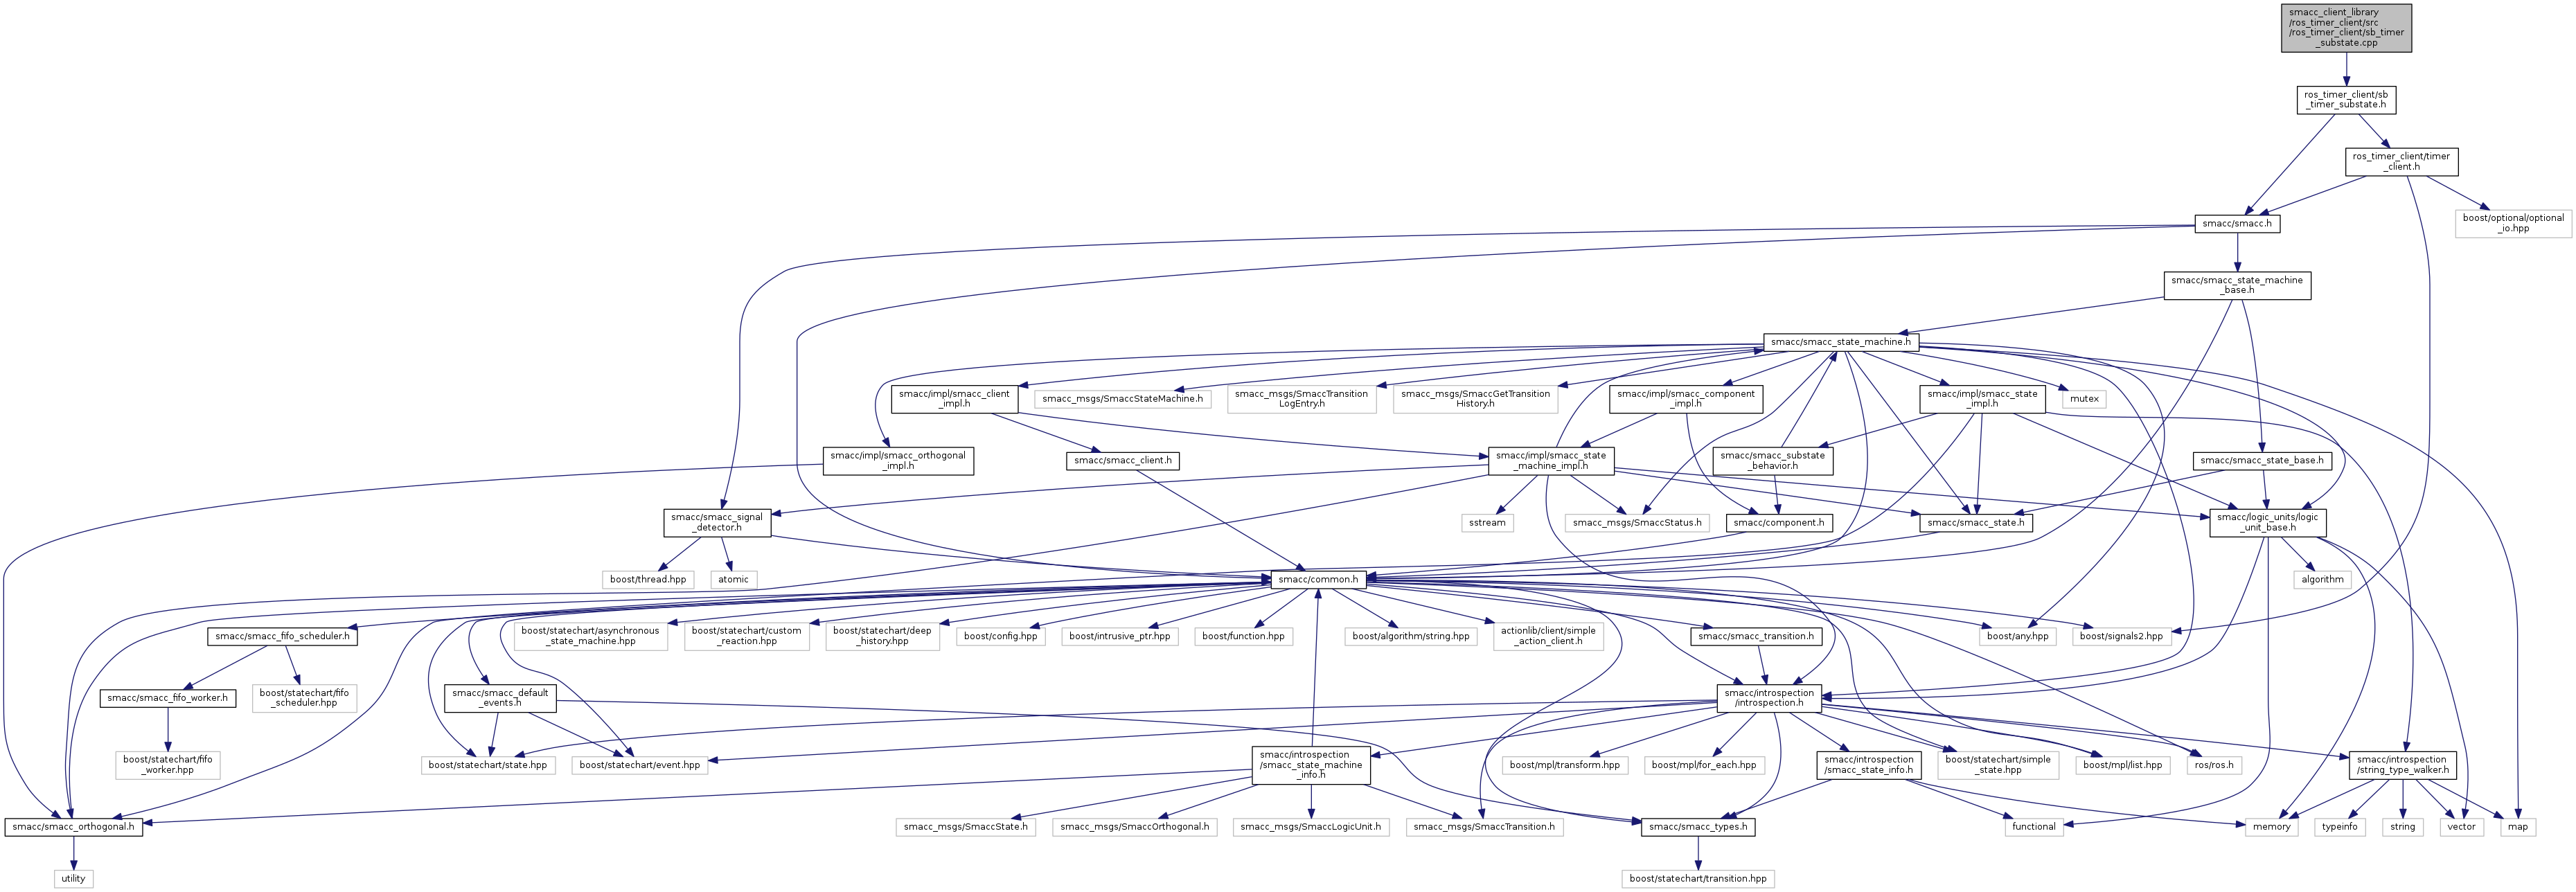 smacc_client_library
/ros_timer_client/src
/ros_timer_client/sb_timer
_substate.cpp
ros_timer_client/sb
_timer_substate.h
ros_timer_client/timer
_client.h
smacc/smacc.h
boost/optional/optional
_io.hpp
smacc/smacc_state_machine
_base.h
smacc/smacc_state_machine.h
smacc/impl/smacc_client
_impl.h
smacc_msgs/SmaccStateMachine.h
smacc_msgs/SmaccTransition
LogEntry.h
smacc_msgs/SmaccGetTransition
History.h
smacc/impl/smacc_component
_impl.h
smacc/impl/smacc_state
_impl.h
mutex
smacc/impl/smacc_orthogonal
_impl.h
smacc/smacc_client.h
smacc/impl/smacc_state
_machine_impl.h
smacc/smacc_substate
_behavior.h
smacc/smacc_state_base.h
smacc/smacc_signal
_detector.h
sstream
smacc_msgs/SmaccStatus.h
smacc/component.h
smacc/smacc_state.h
smacc/logic_units/logic
_unit_base.h
boost/thread.hpp
atomic
smacc/common.h
algorithm
smacc/smacc_fifo_scheduler.h
boost/statechart/asynchronous
_state_machine.hpp
boost/statechart/custom
_reaction.hpp
boost/statechart/deep
_history.hpp
boost/config.hpp
boost/intrusive_ptr.hpp
boost/function.hpp
boost/algorithm/string.hpp
actionlib/client/simple
_action_client.h
smacc/smacc_transition.h
boost/any.hpp
boost/signals2.hpp
smacc/smacc_fifo_worker.h
boost/statechart/fifo
_scheduler.hpp
smacc/smacc_default
_events.h
smacc/introspection
/introspection.h
boost/statechart/fifo
_worker.hpp
boost/statechart/state.hpp
boost/statechart/event.hpp
smacc/introspection
/smacc_state_machine
_info.h
boost/mpl/transform.hpp
boost/mpl/for_each.hpp
smacc/introspection
/smacc_state_info.h
boost/statechart/simple
_state.hpp
boost/mpl/list.hpp
ros/ros.h
smacc/introspection
/string_type_walker.h
smacc/smacc_orthogonal.h
smacc_msgs/SmaccState.h
smacc_msgs/SmaccOrthogonal.h
smacc_msgs/SmaccLogicUnit.h
smacc_msgs/SmaccTransition.h
smacc/smacc_types.h
functional
memory
typeinfo
string
vector
map
utility
boost/statechart/transition.hpp